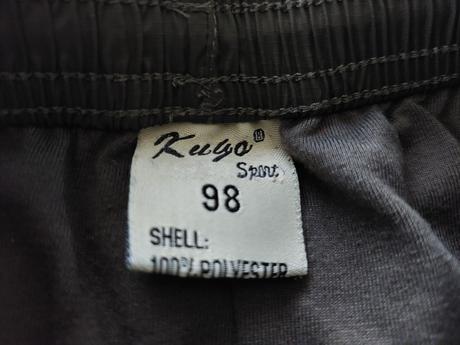 Kugo®
Sport
98
SHELL:
100% POLYESTER